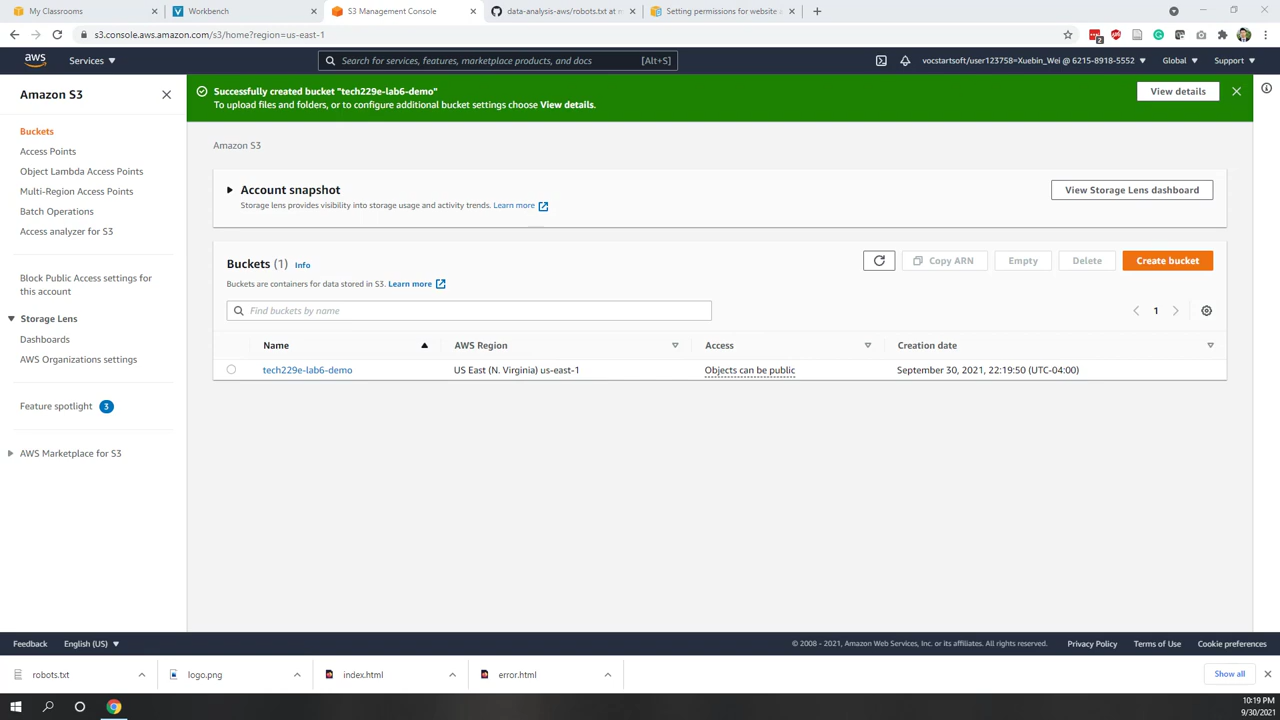 My Classrooms
Workbench
S3 Management Console
data-analysis-aws/robots.txt at m
Setting permissions for website a
s3.console.aws.amazon.com/s3/home?region=us-east-1
2
aws
Services
Search for services, features, marketplace products, and docs
[Alt+S]
vocstartsoft/user123758=Xuebin_Wei @ 6215-8918-5552
Global
Support
Amazon S3
Buckets
Access Points
Object Lambda Access Points
Multi-Region Access Points
Batch Operations
Access analyzer for S3
Block Public Access settings for
this account
Storage Lens
Dashboards
AWS Organizations settings
Feature spotlight 3
AWS Marketplace for S3
Successfully created bucket "tech229e-lab6-demo"
To upload files and folders, or to configure additional bucket settings choose View details.
View details
Amazon S3
Account snapshot
Storage lens provides visibility into storage usage and activity trends. Learn more
View Storage Lens dashboard
Buckets (1) Info
Buckets are containers for data stored in S3. Learn more
Copy ARN
Empty
Delete
Create bucket
Find buckets by name
1
Name
AWS Region
Access
Creation date
tech229e-lab6-demo
US East (N. Virginia) us-east-1
Objects can be public
September 30, 2021, 22:19:50 (UTC-04:00)
Feedback
English (US)
© 2008 - 2021, Amazon Web Services, Inc. or its affiliates. All rights reserved.
Privacy Policy
Terms of Use
Cookie preferences
robots.txt
logo.png
index.html
error.html
Show all
10:19 PM
9/30/2021